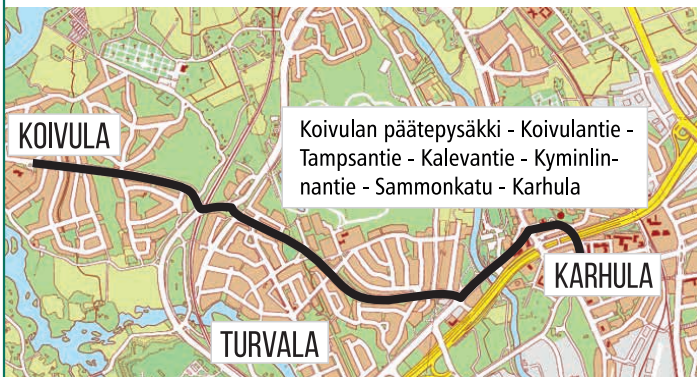 KOIVULA
Koivulan päätepysäkki - Koivulantie -
Tampsantie - Kalevantie - Kyminlin-
nantie - Sammonkatu - Karhula
KARHULA
TURVALA